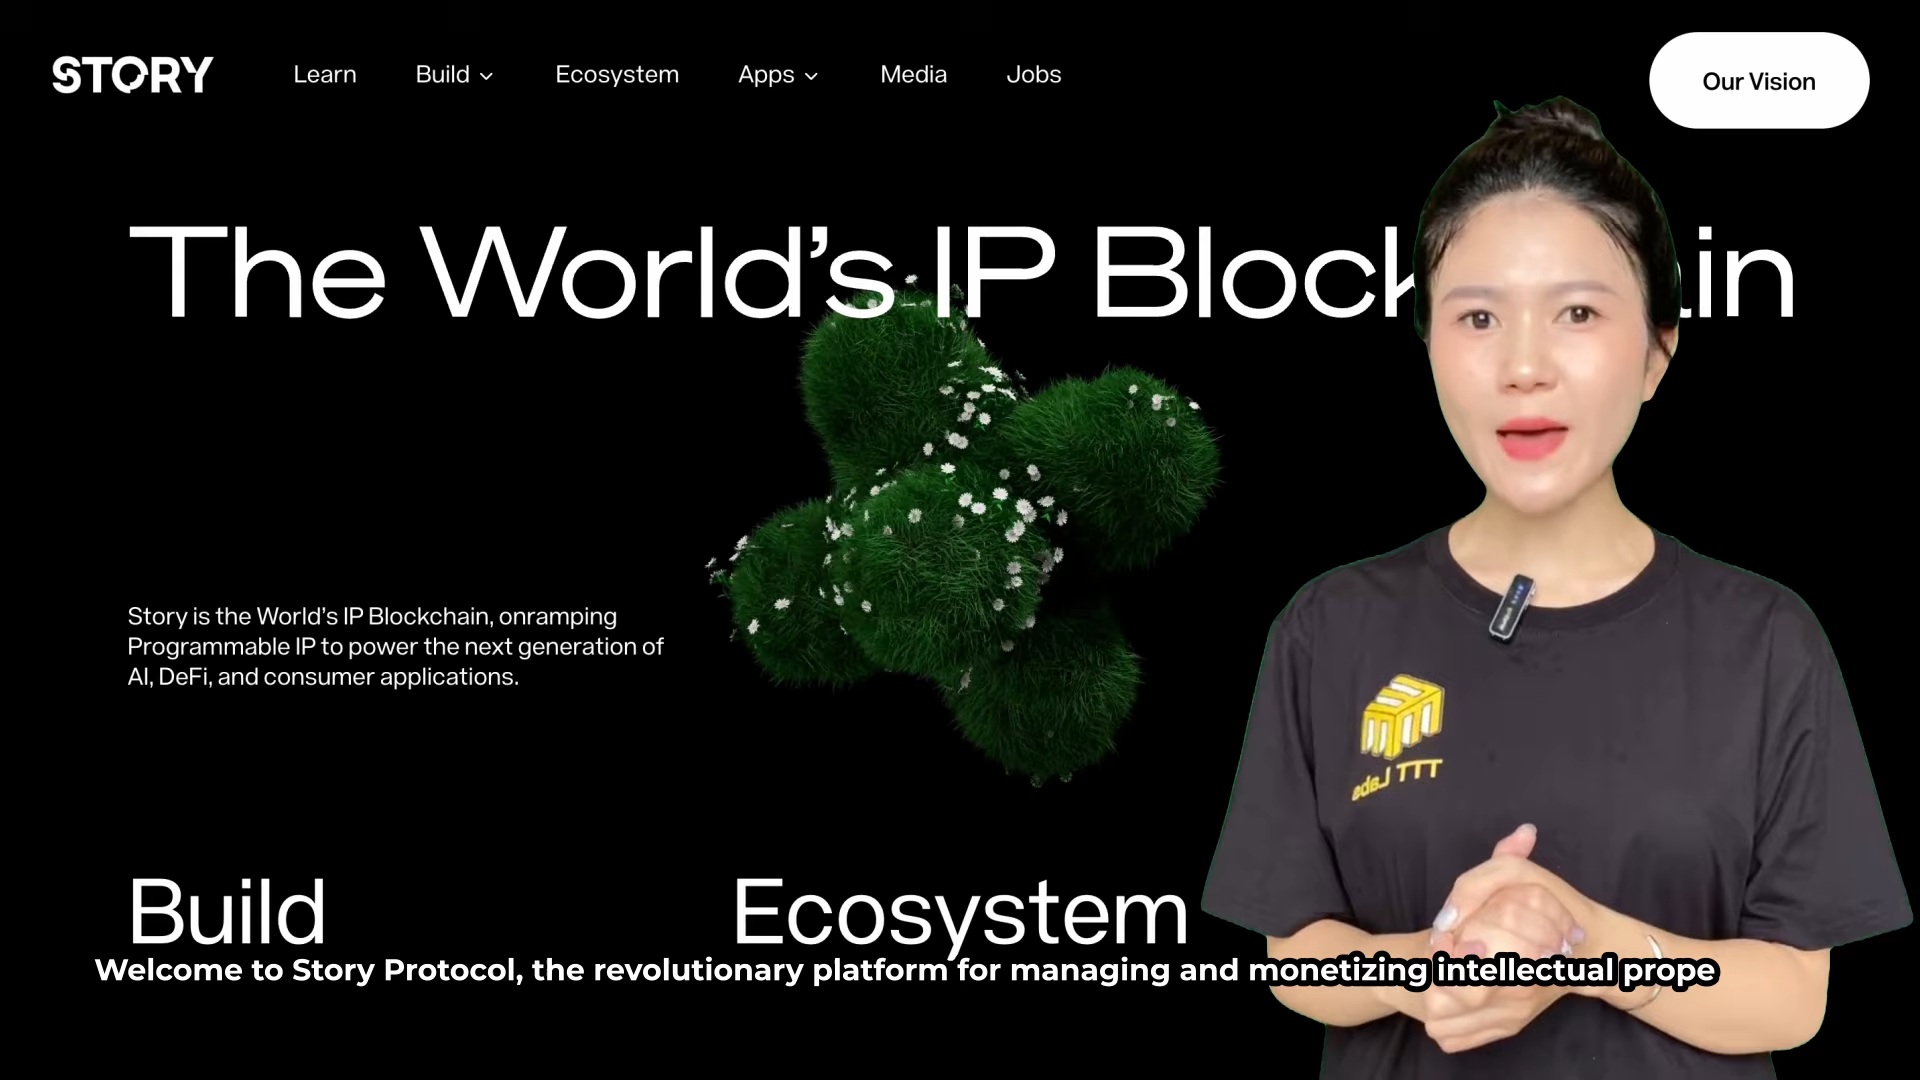 STORY
Learn
Build
Ecosystem
Apps
Media
Jobs
Our Vision
The World's IP Block ain
Story is the World's IP Blockchain, onramping
Programmable IP to power the next generation of
AI, DeFi, and consumer applications.
TTT Labs
Build
Ecosystem
Welcome to Story Protocol, the revolutionary platform for managing and monetizing intellectual prope